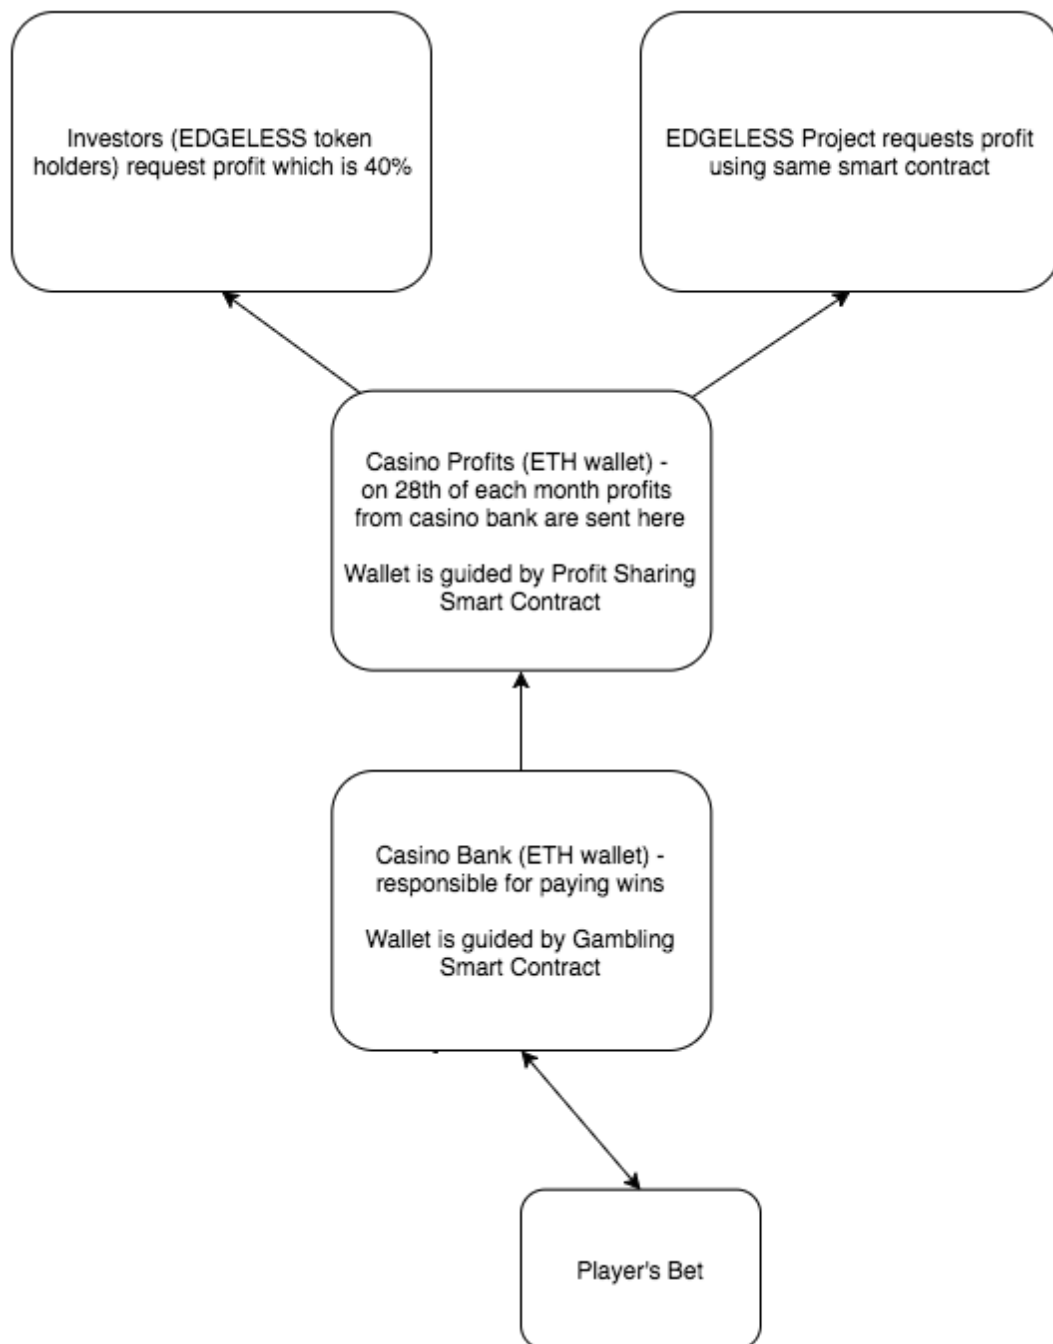 Investors (EDGELESS token
holders) request profit which is 40%
EDGELESS Project requests profit
using same smart contract
Casino Profits (ETH wallet) -
on 28th of each month profits
from casino bank are sent here
Wallet is guided by Profit Sharing
Smart Contract
Casino Bank (ETH wallet) -
responsible for paying wins
Wallet is guided by Gambling
Smart Contract
Player's Bet